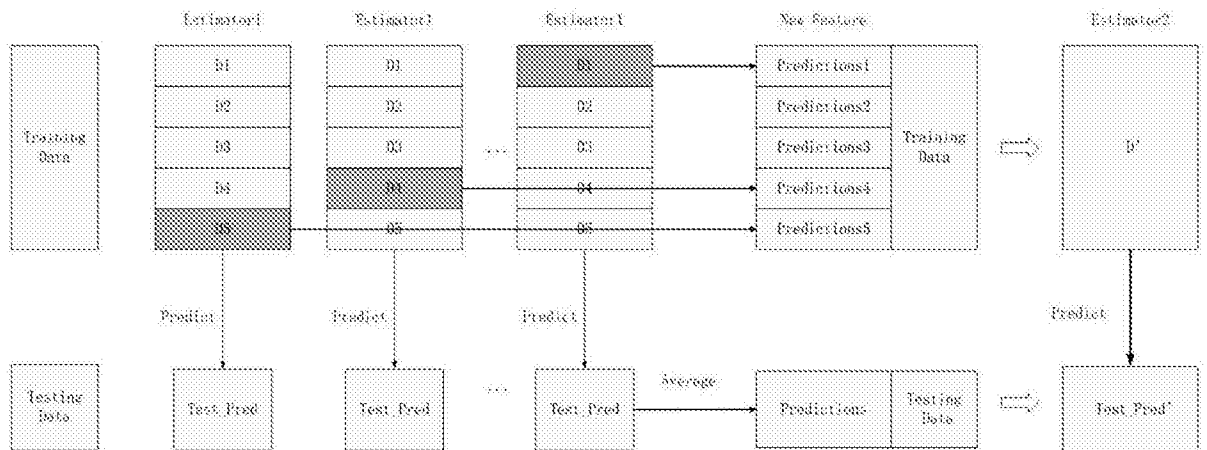 Estimator1 Estimator1 Estimator1 New Feature Estimator2
Training Data
D1
D2
D3
D4
D5
D1
D2
D3
D4
D5
...
D1
D2
D3
D4
D5
Predictions1
Predictions2
Predictions3
Predictions4
Predictions5
Training Data
D'
Predict
Predict
Predict
Predict
Testing Data
Test Pred
Test Pred
...
Test Pred
Average
Predictions
Testing Data
Test Pred'